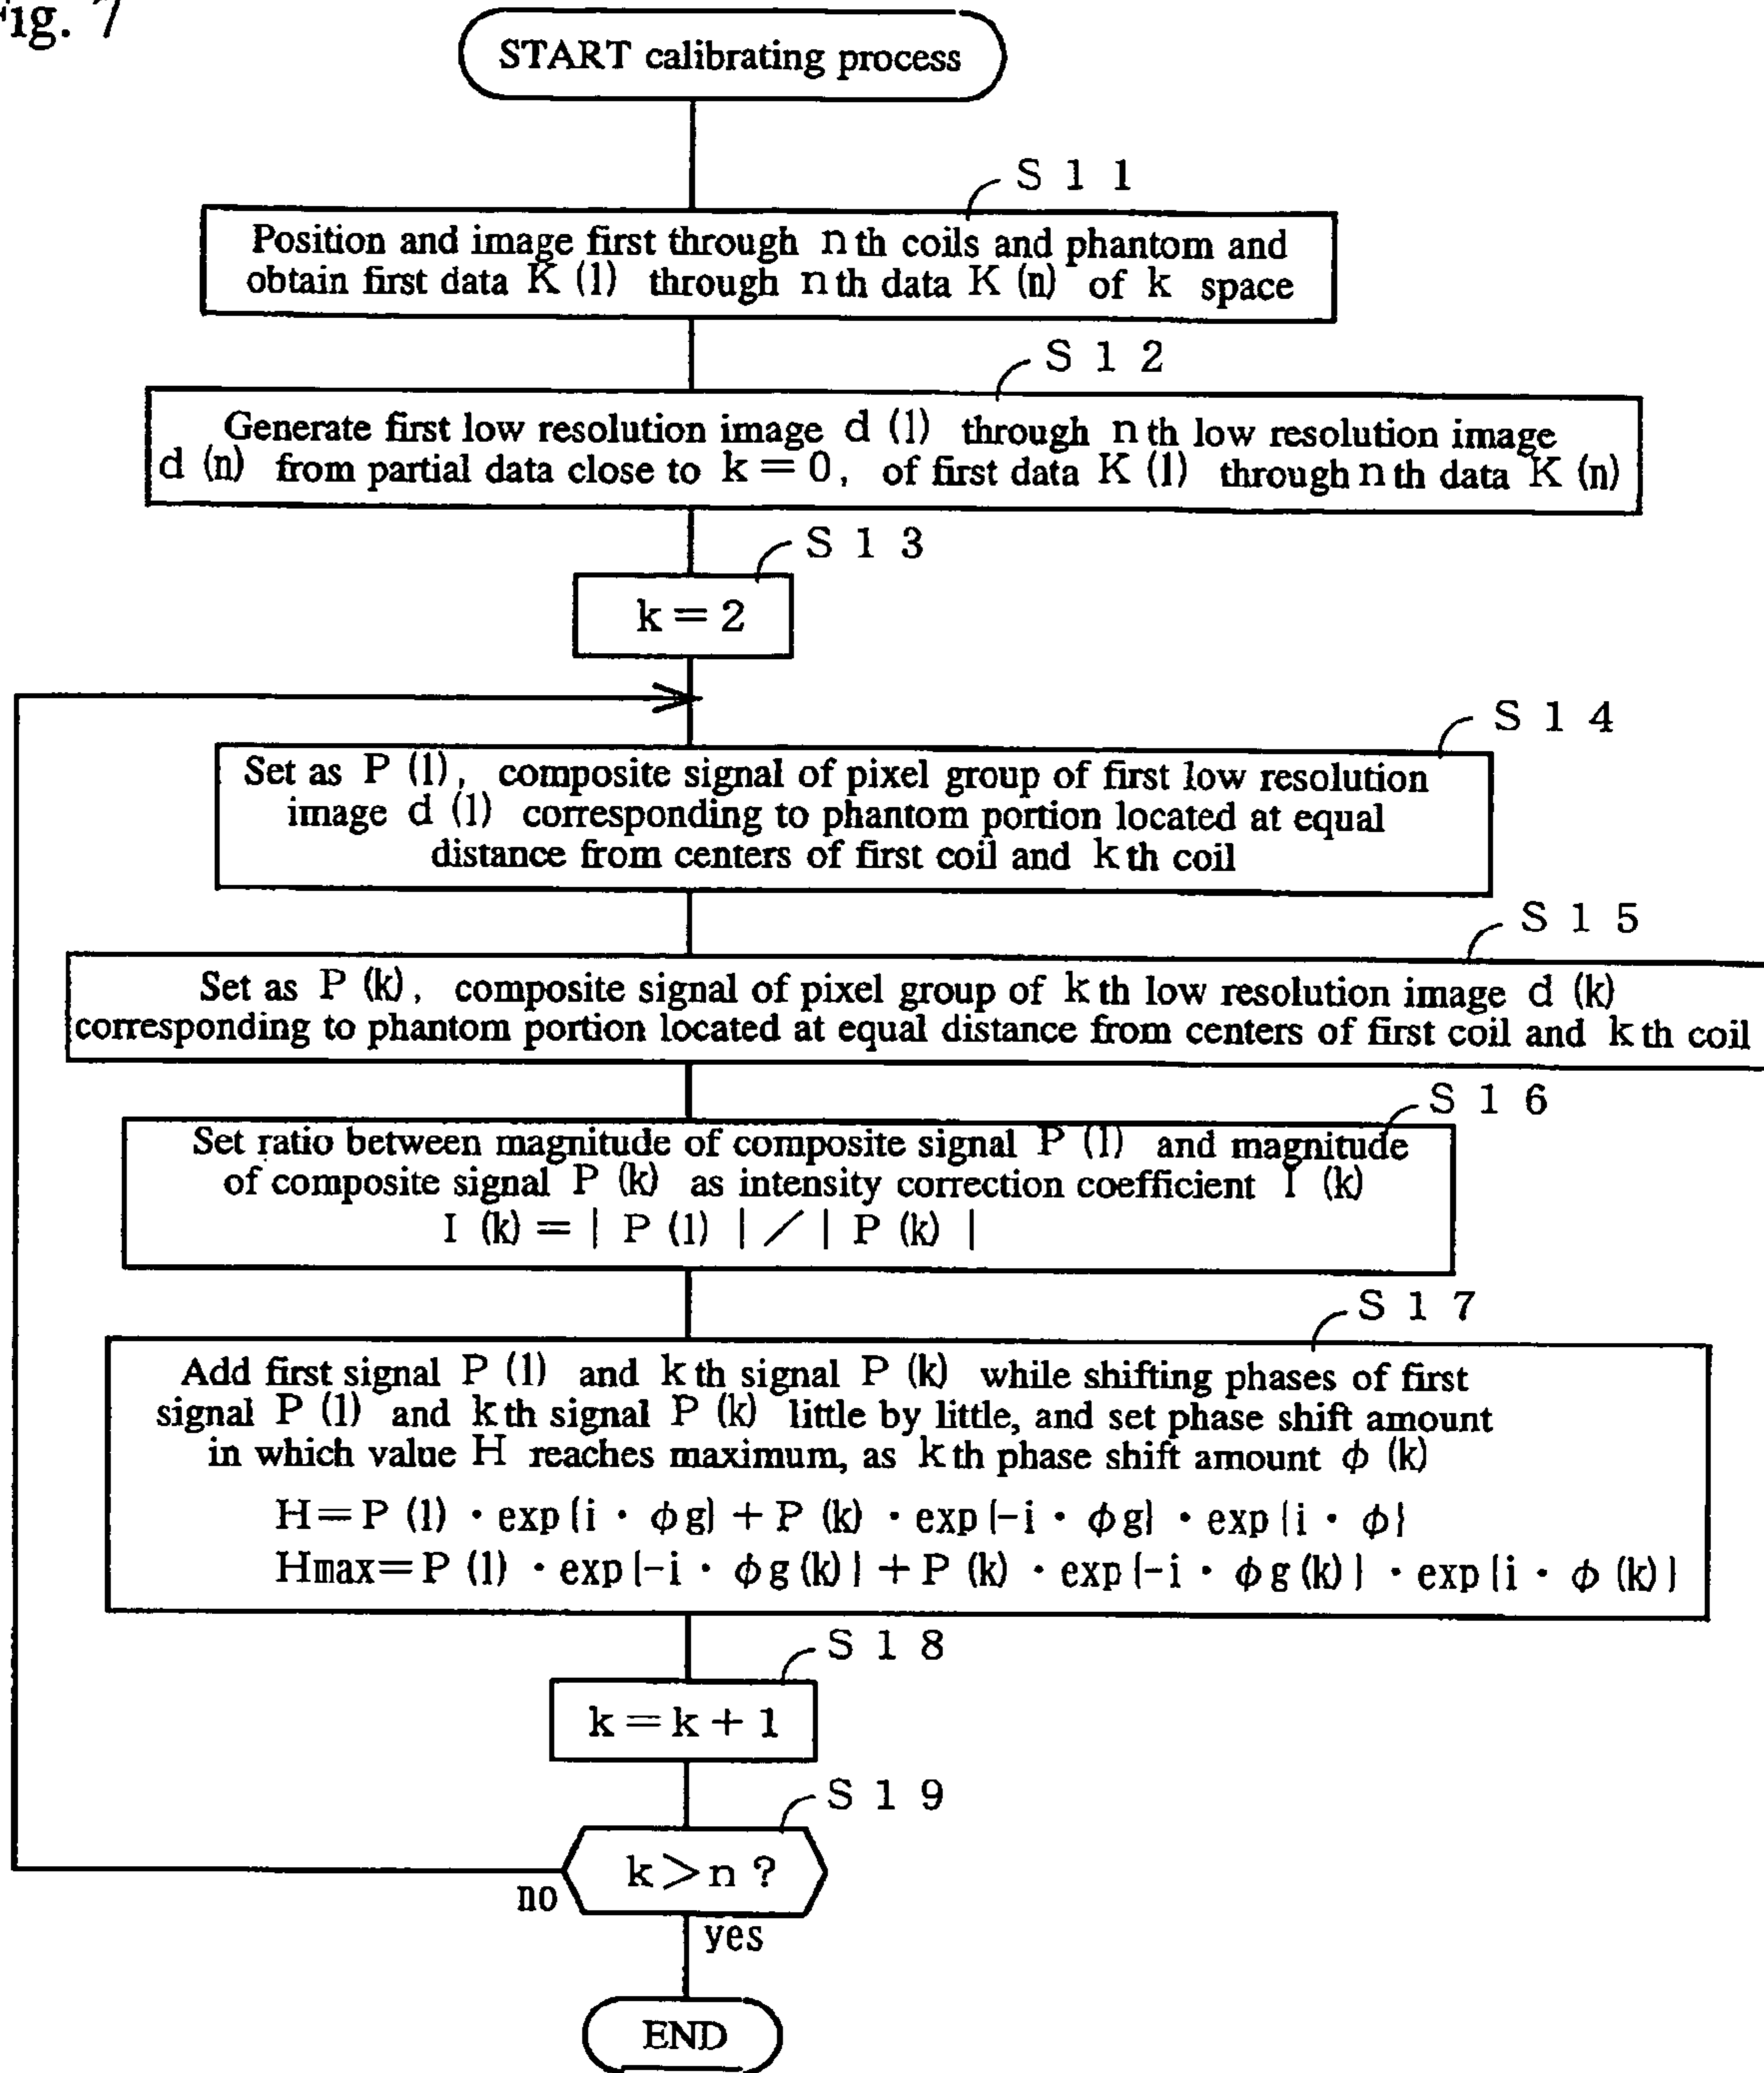 Fig. 7
START calibrating process
S 1 1
Position and image first through n th coils and phantom and
obtain first data K (1) through n th data K (n) of k space
S 1 2
Generate first low resolution image d (1) through n th low resolution image
d (n) from partial data close to k = 0, of first data K (1) through n th data K (n)
S 1 3
k = 2
S 1 4
Set as P (1), composite signal of pixel group of first low resolution
image d (1) corresponding to phantom portion located at equal
distance from centers of first coil and k th coil
S 1 5
Set as P (k), composite signal of pixel group of k th low resolution image d (k)
corresponding to phantom portion located at equal distance from centers of first coil and k th coil
S 1 6
Set ratio between magnitude of composite signal P (1) and magnitude
of composite signal P (k) as intensity correction coefficient I (k)
I (k) = | P (1) | ／ | P (k) |
S 1 7
Add first signal P (1) and k th signal P (k) while shifting phases of first
signal P (1) and k th signal P (k) little by little, and set phase shift amount
in which value H reaches maximum, as k th phase shift amount ϕ (k)
H=P (1) · exp{i · ϕg} + P (k) · exp{-i · ϕg} · exp{i · ϕ}
Hmax=P (1) · exp{-i · ϕg(k)} + P (k) · exp{-i · ϕg(k)} · exp{i · ϕ (k)}
S 1 8
k = k + 1
S 1 9
k > n ?
no
yes
END